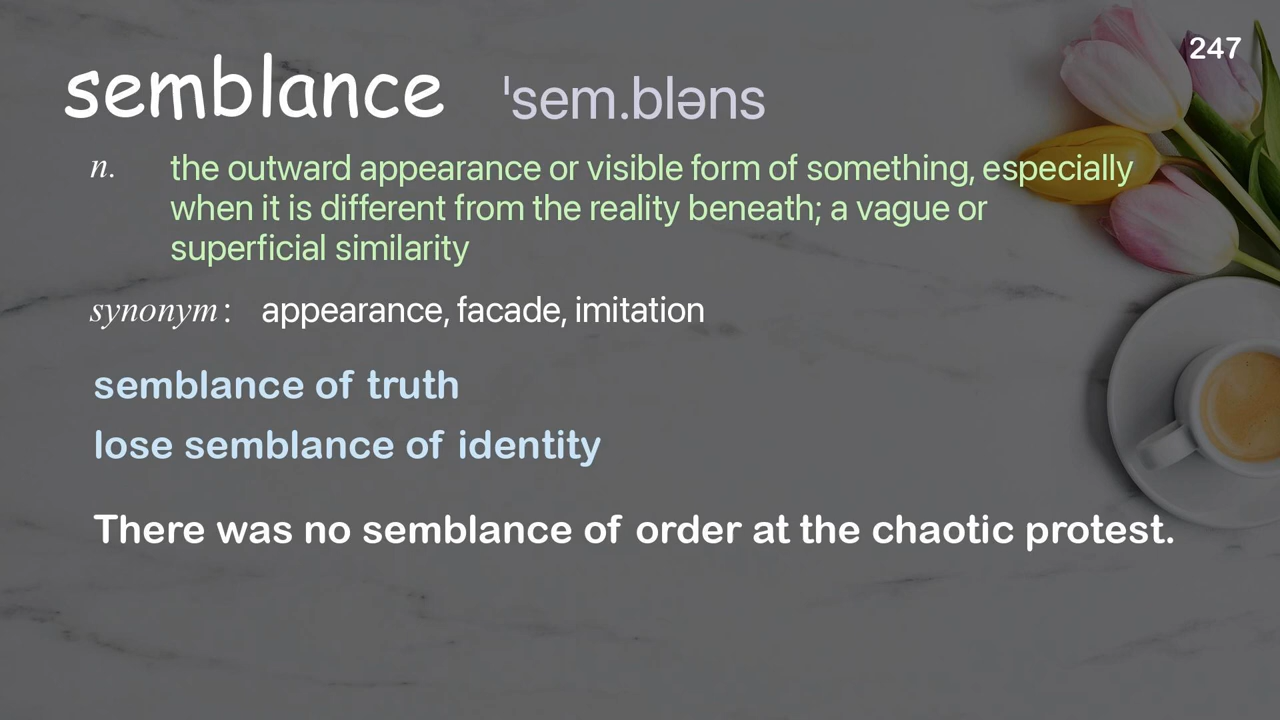 247
semblance ˈsem.bləns
n. the outward appearance or visible form of something, especially
when it is different from the reality beneath; a vague or
superficial similarity
synonym: appearance, facade, imitation
semblance of truth
lose semblance of identity
There was no semblance of order at the chaotic protest.